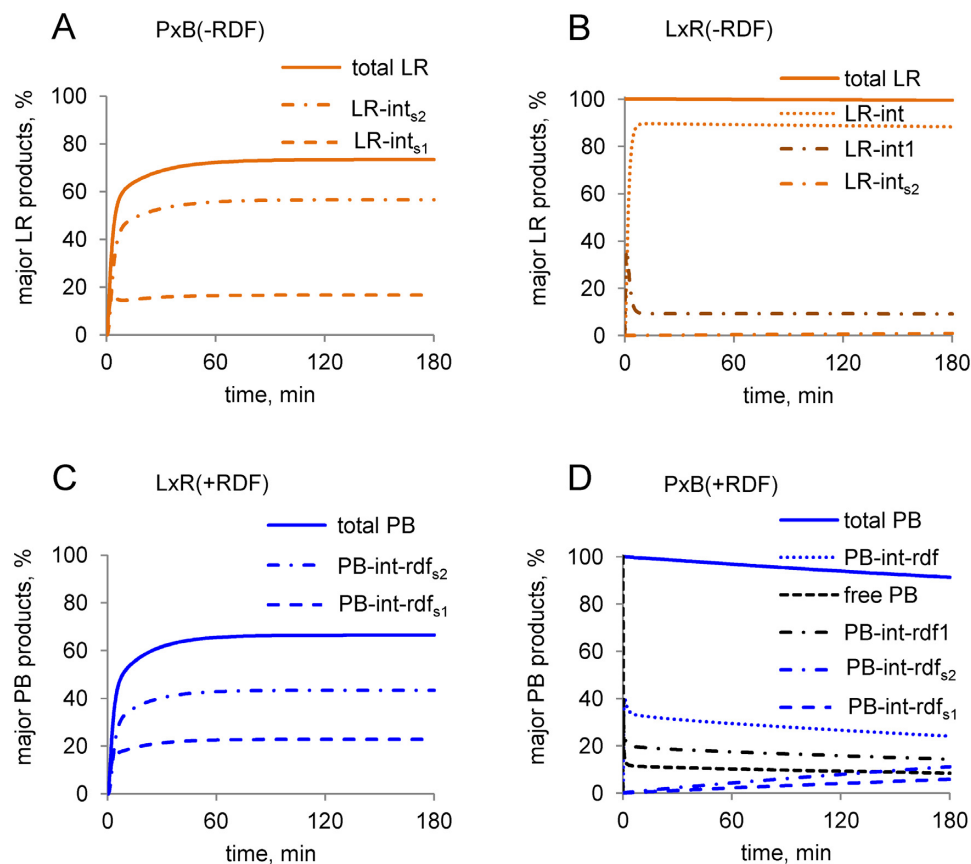 A PxB(-RDF)
total LR
LR-ints2
LR-ints1
major LR products, %
100
80
60
40
20
0
0 60 120 180
time, min
B LxR(-RDF)
total LR
LR-int
LR-int1
LR-ints2
major LR products, %
100
80
60
40
20
0
0 60 120 180
time, min
C LxR(+RDF)
total PB
PB-int-rdfs2
PB-int-rdfs1
major PB products, %
100
80
60
40
20
0
0 60 120 180
time, min
D PxB(+RDF)
total PB
PB-int-rdf
free PB
PB-int-rdf1
PB-int-rdfs2
PB-int-rdfs1
major PB products, %
100
80
60
40
20
0
0 60 120 180
time, min